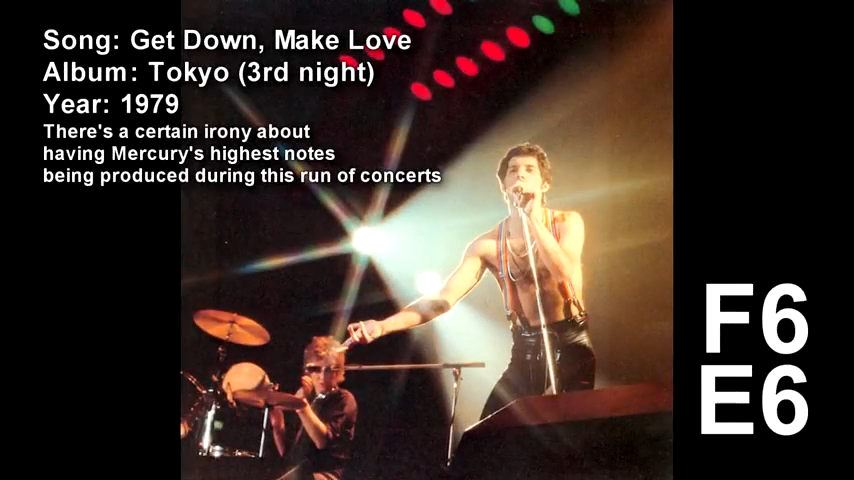 Song: Get Down, Make Love
Album: Tokyo (3rd night)
Year: 1979
There's a certain irony about
having Mercury's highest notes
being produced during this run of concerts
F6
E6